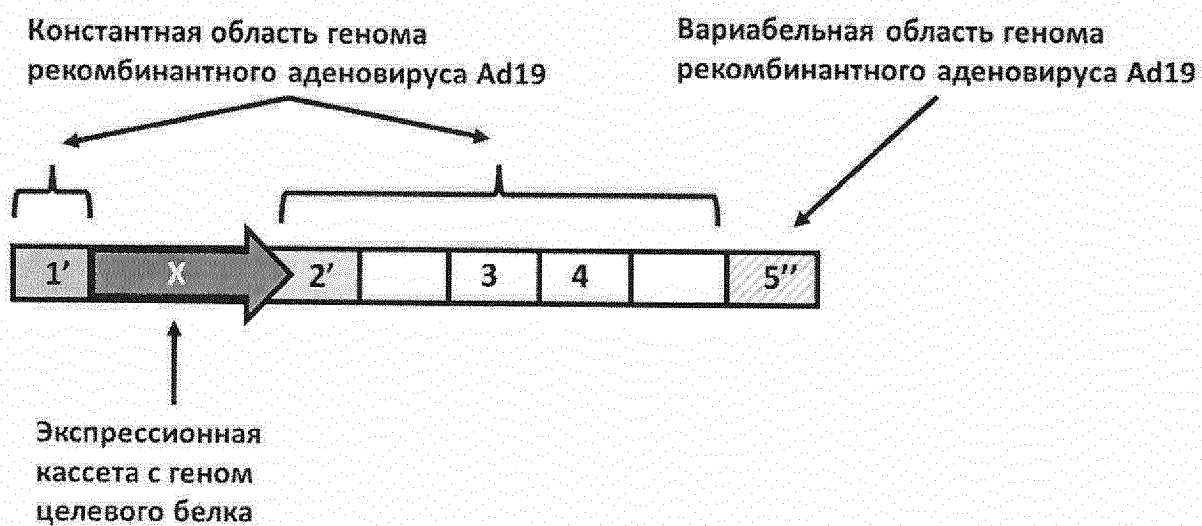 Константная область генома
рекомбинантного аденовируса Ad19
Вариабельная область генома
рекомбинантного аденовируса Ad19
1' X 2' 3 4 5''
Экспрессионная
кассета с геном
целевого белка